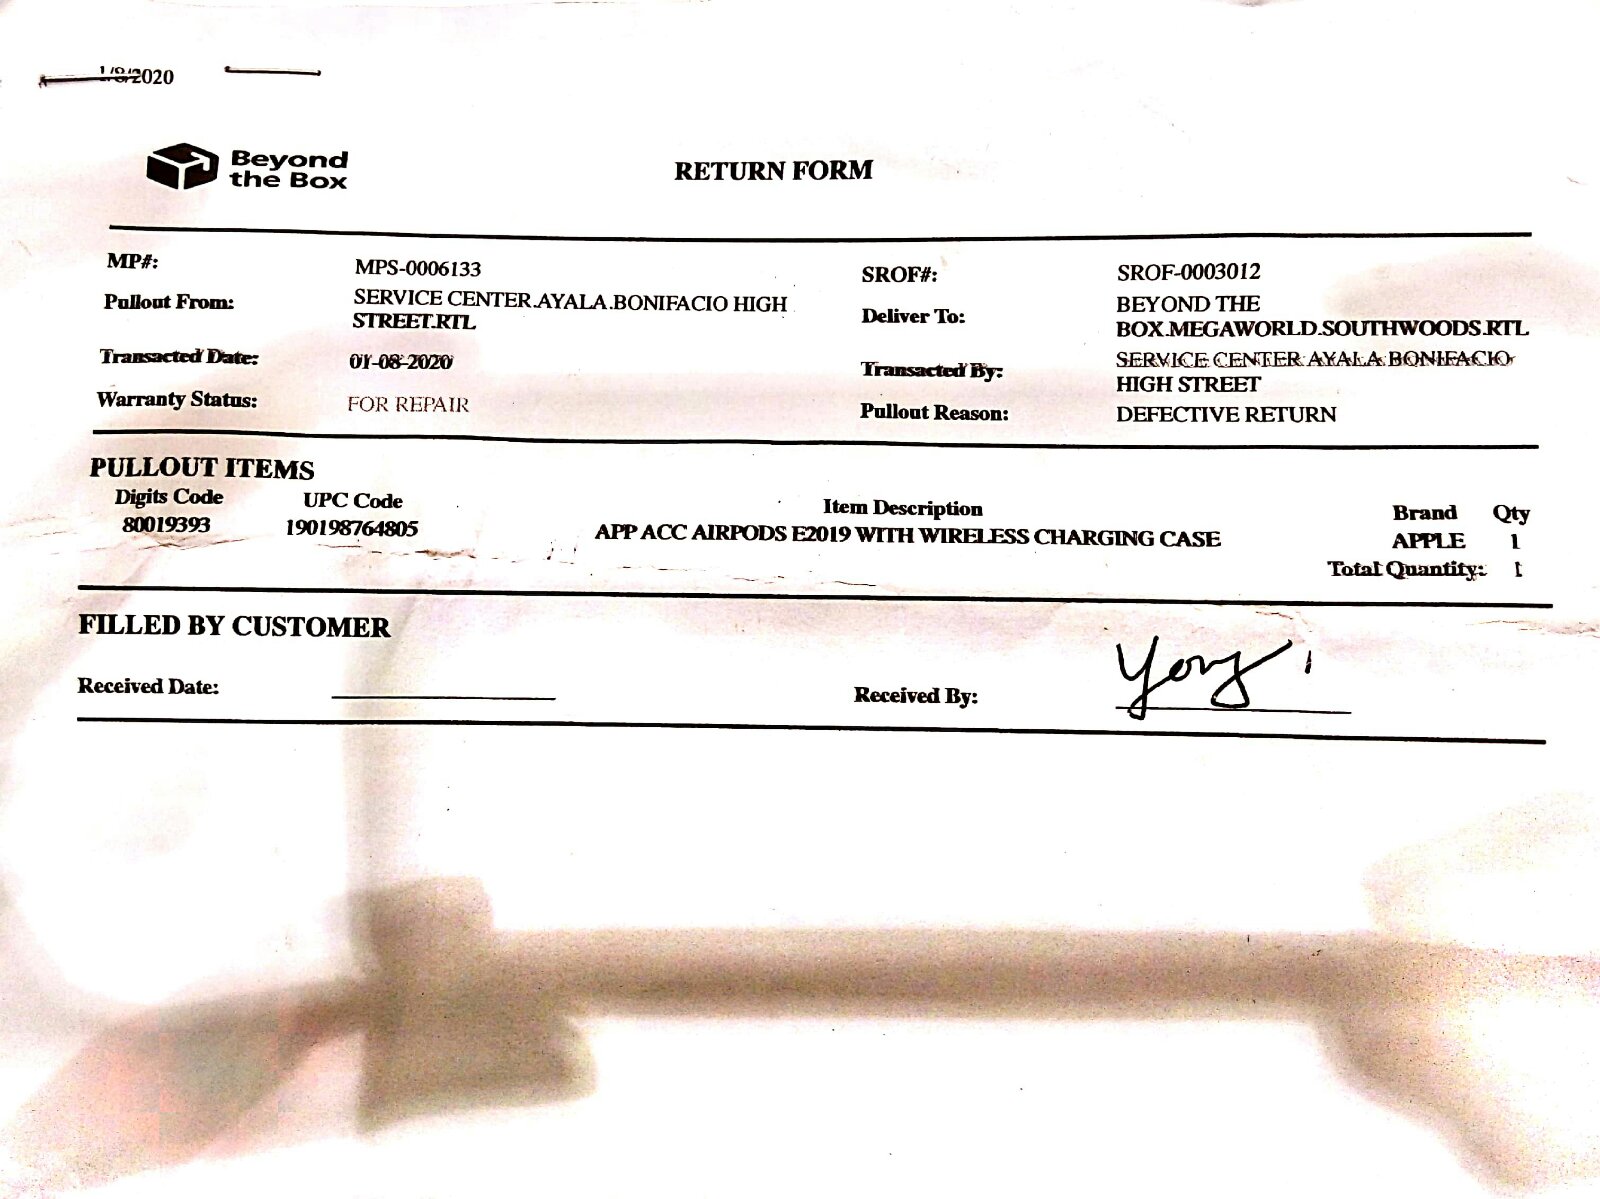 1/8/2020
Beyond
the Box
RETURN FORM
MP#: MPS-0006133
SROF#: SROF-0003012
Pullout From: SERVICE CENTER.AYALA.BONIFACIO HIGH
STREET.RTL
Deliver To: BEYOND THE
BOX.MEGAWORLD.SOUTHWOODS.RTL
Transacted Date: 01-08-2020
Transacted By: SERVICE CENTER AYALA BONIFACIO
HIGH STREET
Warranty Status: FOR REPAIR
Pullout Reason: DEFECTIVE RETURN
PULLOUT ITEMS
Digits Code UPC Code Item Description Brand Qty
80019393 190198764805 APP ACC AIRPODS E2019 WITH WIRELESS CHARGING CASE APPLE 1
Total Quantity: 1
FILLED BY CUSTOMER
Received Date:
Received By: